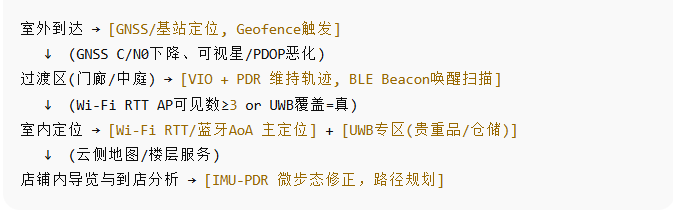 室外到达 → [GNSS/基站定位, Geofence触发]
↓ (GNSS C/N0下降、可视星/PDOP恶化)
过渡区(门廊/中庭) → [VIO + PDR 维持轨迹, BLE Beacon唤醒扫描]
↓ (Wi-Fi RTT AP可见数≥3 or UWB覆盖=真)
室内定位 → [Wi-Fi RTT/蓝牙AoA 主定位] + [UWB专区(贵重品/仓储)]
↓ (云侧地图/楼层服务)
店铺内导览与到店分析 → [IMU-PDR 微步态修正，路径规划]